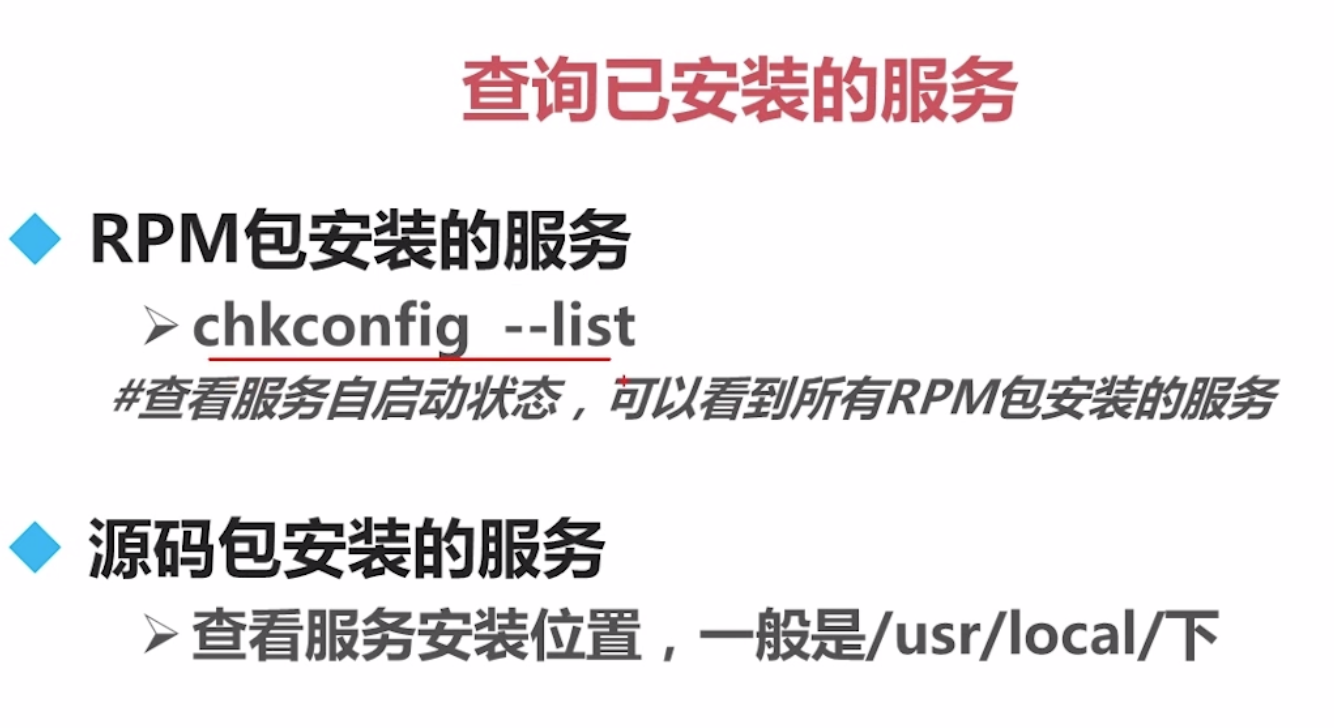 查询已安装的服务
RPM包安装的服务
chkconfig --list
#查看服务自启动状态，可以看到所有RPM包安装的服务
源码包安装的服务
查看服务安装位置，一般是/usr/local/下